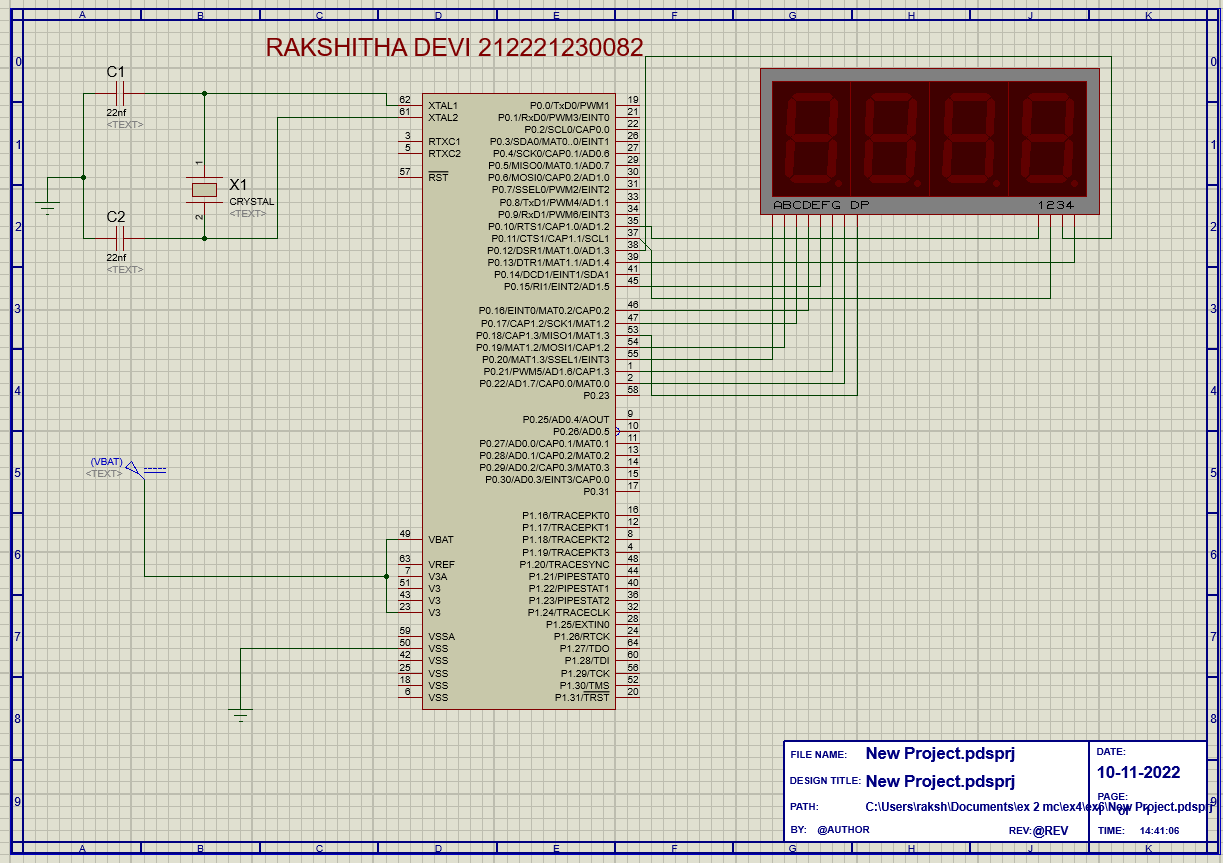 A B C D E F G H J K
RAKSHITHA DEVI 212221230082
0 1 2 3 4 5 6 7 8 9
C1
22nf
<TEXT>
1
X1
CRYSTAL
<TEXT>
2
C2
22nf
<TEXT>
(VBAT)
<TEXT>
62 XTAL1
61 XTAL2
3 RTXC1
5 RTXC2
57 RST
49 VBAT
63 VREF
7 V3A
51 V3
43 V3
23 V3
59 VSSA
50 VSS
42 VSS
25 VSS
18 VSS
6 VSS
P0.0/TxD0/PWM1 19
P0.1/RxD0/PWM3/EINT0 21
P0.2/SCL0/CAP0.0 22
P0.3/SDA0/MAT0..0/EINT1 26
P0.4/SCK0/CAP0.1/AD0.6 27
P0.5/MISO0/MAT0.1/AD0.7 29
P0.6/MOSI0/CAP0.2/AD1.0 30
P0.7/SSEL0/PWM2/EINT2 31
P0.8/TxD1/PWM4/AD1.1 33
P0.9/RxD1/PWM6/EINT3 34
P0.10/RTS1/CAP1.0/AD1.2 35
P0.11/CTS1/CAP1.1/SCL1 37
P0.12/DSR1/MAT1.0/AD1.3 38
P0.13/DTR1/MAT1.1/AD1.4 39
P0.14/DCD1/EINT1/SDA1 41
P0.15/RI1/EINT2/AD1.5 45
P0.16/EINT0/MAT0.2/CAP0.2 46
P0.17/CAP1.2/SCK1/MAT1.2 47
P0.18/CAP1.3/MISO1/MAT1.3 53
P0.19/MAT1.2/MOSI1/CAP1.2 54
P0.20/MAT1.3/SSEL1/EINT3 55
P0.21/PWM5/AD1.6/CAP1.3 1
P0.22/AD1.7/CAP0.0/MAT0.0 2
P0.23 58
P0.25/AD0.4/AOUT 9
P0.26/AD0.5 10
P0.27/AD0.0/CAP0.1/MAT0.1 11
P0.28/AD0.1/CAP0.2/MAT0.2 13
P0.29/AD0.2/CAP0.3/MAT0.3 14
P0.30/AD0.3/EINT3/CAP0.0 15
P0.31 17
P1.16/TRACEPKT0 16
P1.17/TRACEPKT1 12
P1.18/TRACEPKT2 8
P1.19/TRACEPKT3 4
P1.20/TRACESYNC 48
P1.21/PIPESTAT0 44
P1.22/PIPESTAT1 40
P1.23/PIPESTAT2 36
P1.24/TRACECLK 32
P1.25/EXTIN0 28
P1.26/RTCK 24
P1.27/TDO 64
P1.28/TDI 60
P1.29/TCK 56
P1.30/TMS 52
P1.31/TRST 20
ABCDEFG DP 1234
0 1 2 3 4 5 6 7 8 9
FILE NAME: New Project.pdsprj
DESIGN TITLE: New Project.pdsprj
PATH: C:\Users\raksh\Documents\ex 2 mc\ex4\ex6\New Project.pdsprj
BY: @AUTHOR REV:@REV
DATE:
10-11-2022
PAGE:
TIME: 14:41:06
A B C D E F G H J K